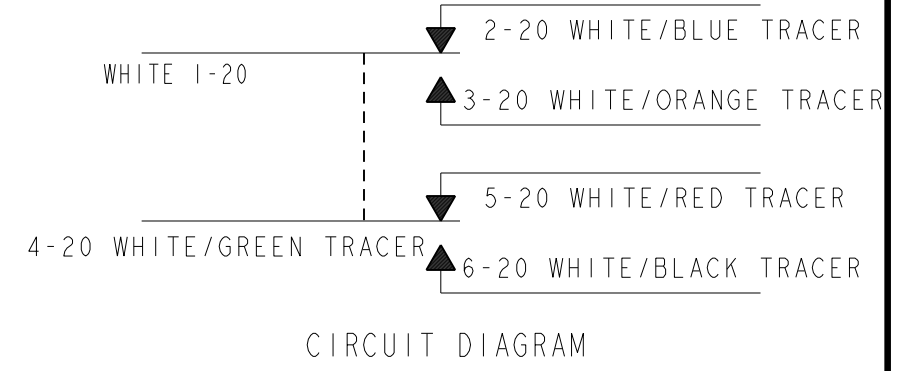 2-20 WHITE/BLUE TRACER
WHITE 1-20
3-20 WHITE/ORANGE TRACER
5-20 WHITE/RED TRACER
4-20 WHITE/GREEN TRACER
6-20 WHITE/BLACK TRACER
CIRCUIT DIAGRAM